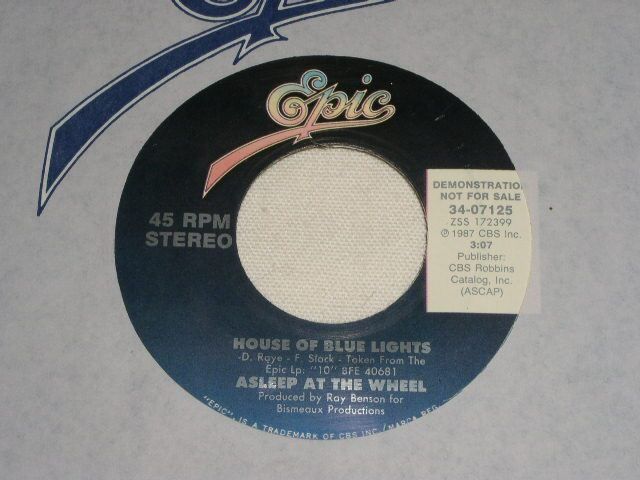 Epic
45 RPM
STEREO
DEMONSTRATION
NOT FOR SALE
34-07125
ZSS 172399
℗ 1987 CBS Inc.
3:07
Publisher:
CBS Robbins
Catalog, Inc.
(ASCAP)
HOUSE OF BLUE LIGHTS
-D. Raye - F. Slack - Taken From The
Epic Lp: "10" BFE 40681
ASLEEP AT THE WHEEL
Produced by Ray Benson for
Bismeaux Productions
"EPIC", IS A TRADEMARK OF CBS INC./MARCA REG.